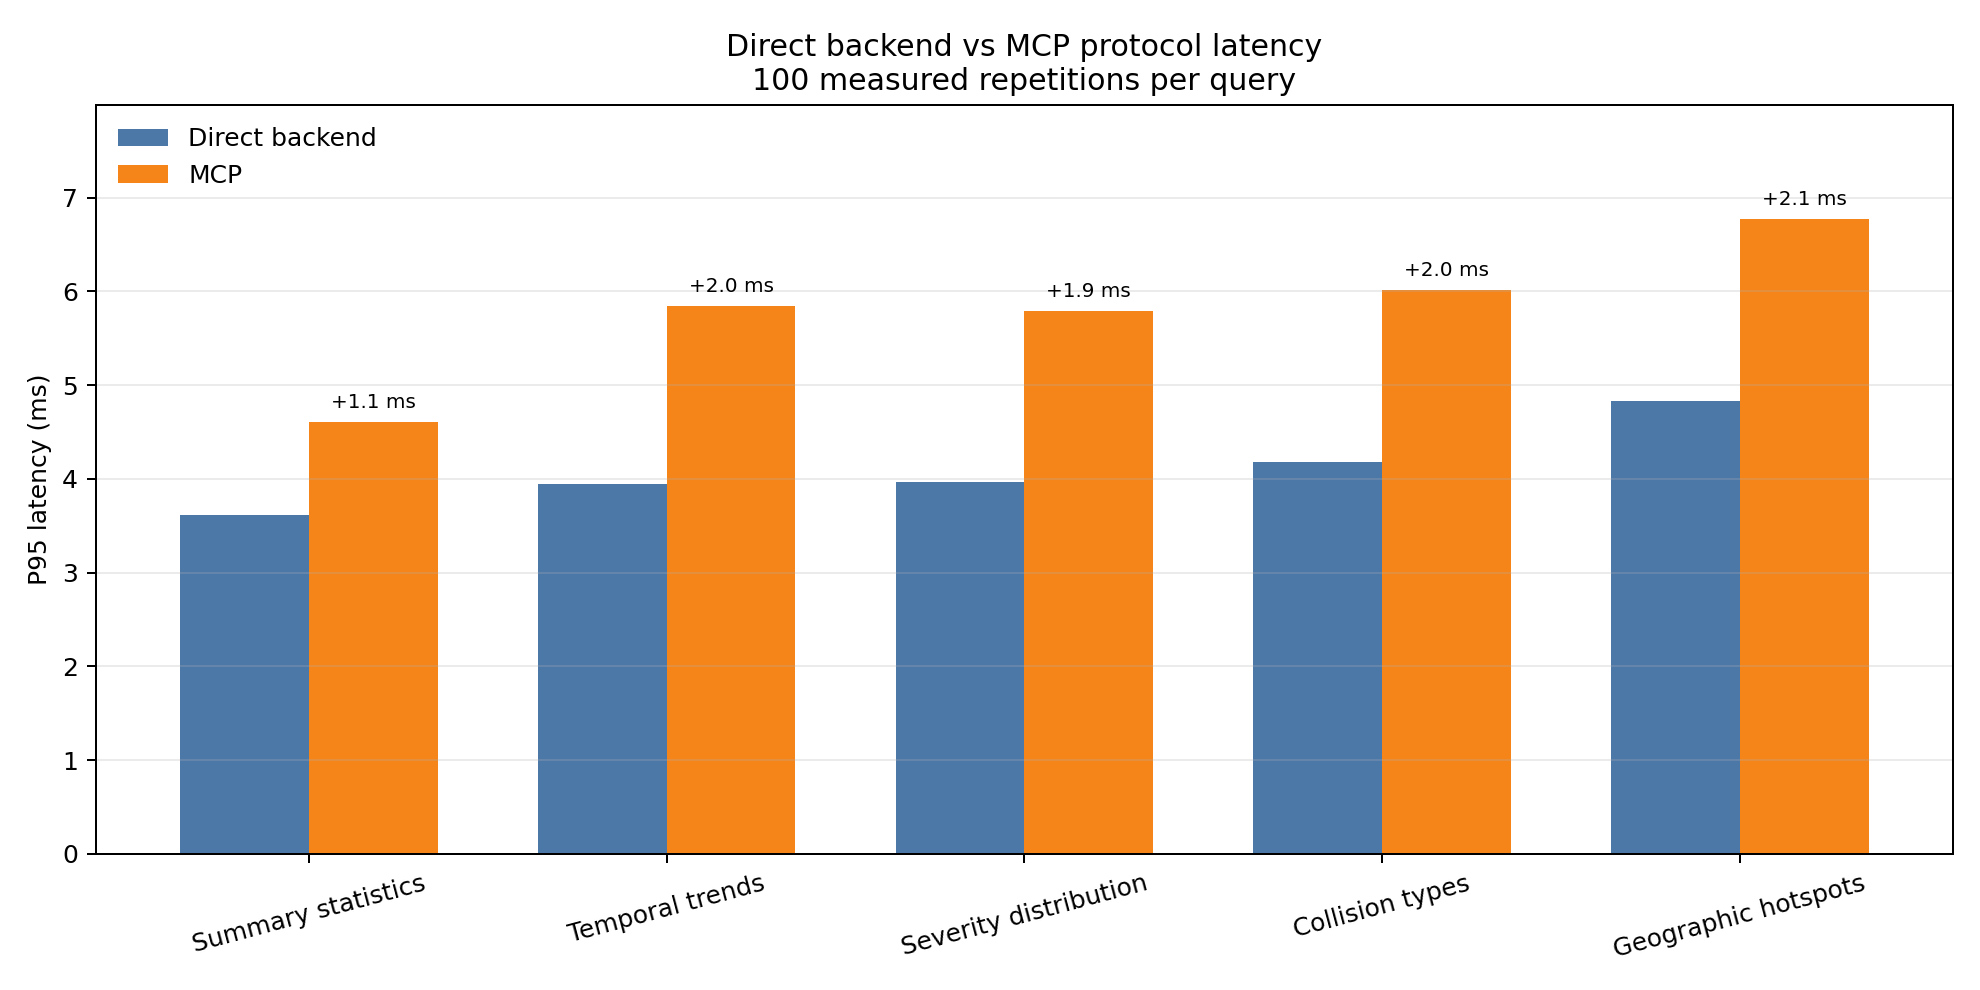 Direct backend vs MCP protocol latency
100 measured repetitions per query
Direct backend
MCP
P95 latency (ms)
7
6
5
4
3
2
1
0
+1.1 ms
+2.0 ms
+1.9 ms
+2.0 ms
+2.1 ms
Summary statistics
Temporal trends
Severity distribution
Collision types
Geographic hotspots